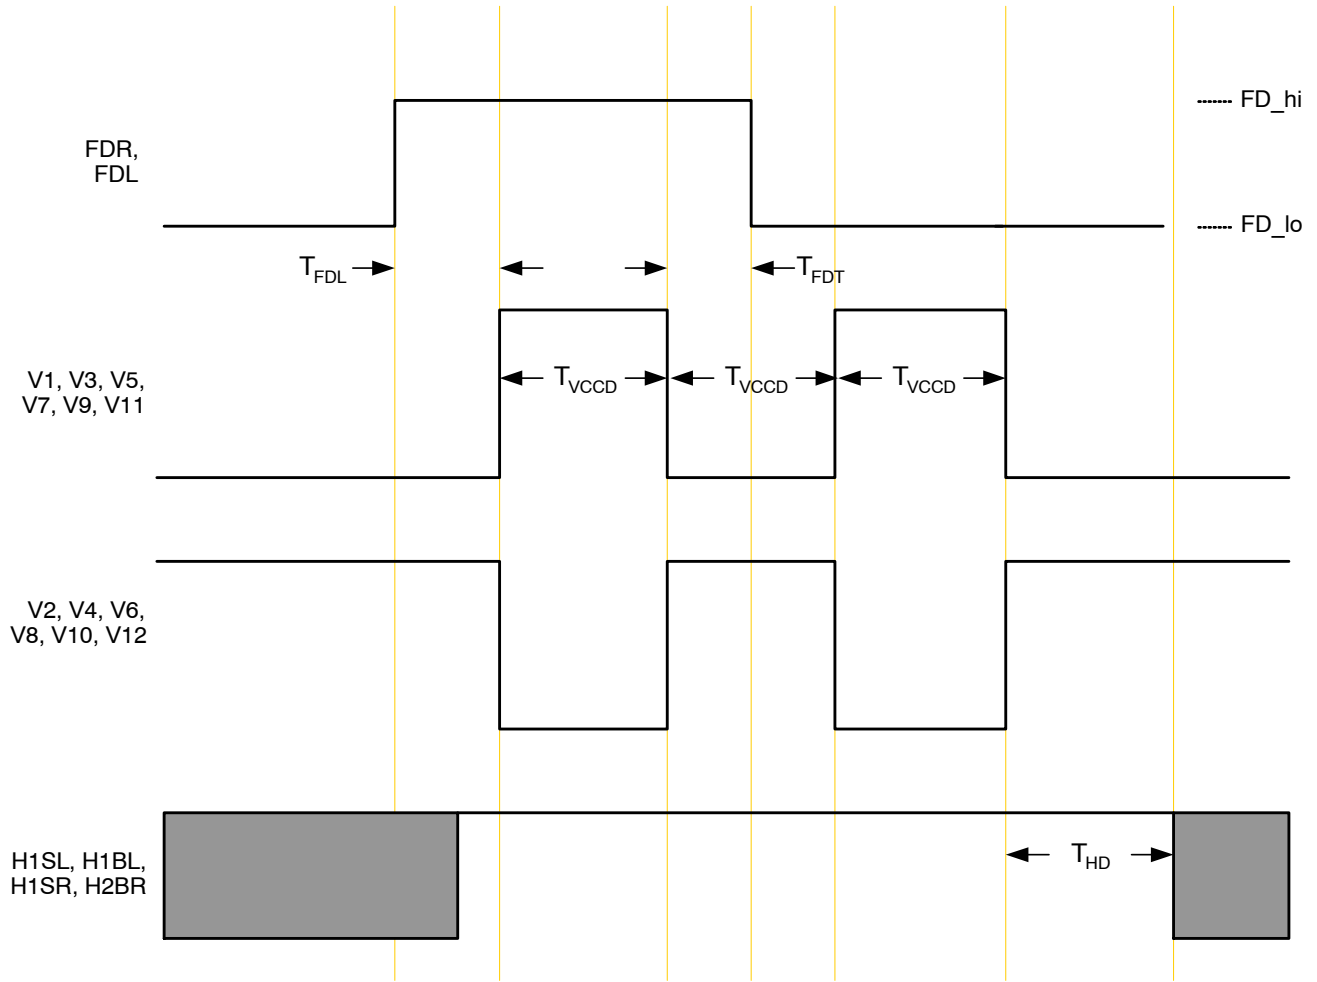 FD_hi
FDR,
FDL
FD_lo
TFDL
TFDT
V1, V3, V5,
V7, V9, V11
TVCCD
TVCCD
TVCCD
V2, V4, V6,
V8, V10, V12
H1SL, H1BL,
H1SR, H2BR
THD